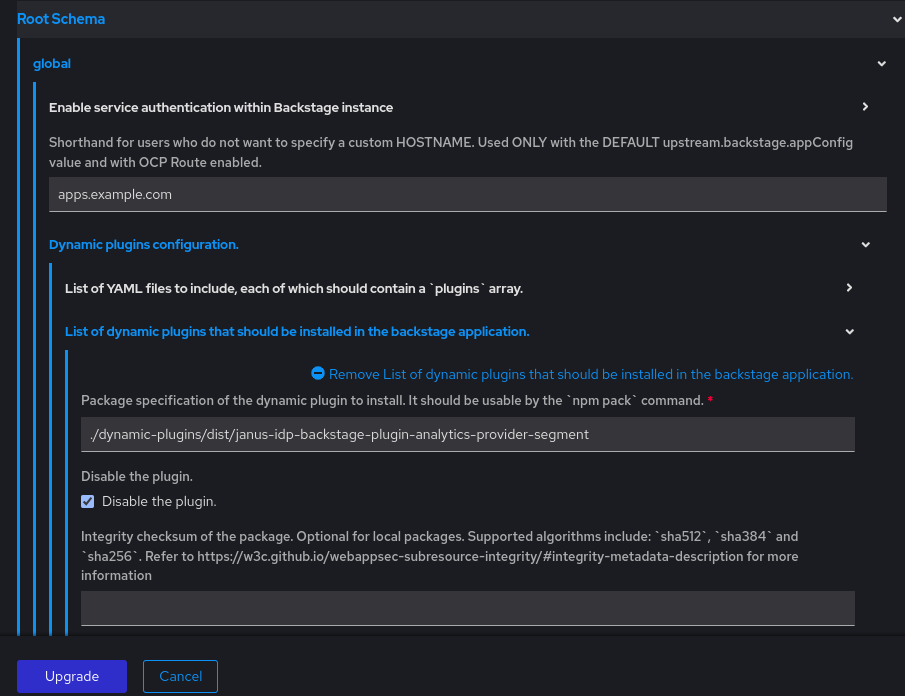 Root Schema
global
Enable service authentication within Backstage instance
Shorthand for users who do not want to specify a custom HOSTNAME. Used ONLY with the DEFAULT upstream.backstage.appConfig
value and with OCP Route enabled.
apps.example.com
Dynamic plugins configuration.
List of YAML files to include, each of which should contain a `plugins` array.
List of dynamic plugins that should be installed in the backstage application.
Remove List of dynamic plugins that should be installed in the backstage application.
Package specification of the dynamic plugin to install. It should be usable by the `npm pack` command. *
./dynamic-plugins/dist/janus-idp-backstage-plugin-analytics-provider-segment
Disable the plugin.
Disable the plugin.
Integrity checksum of the package. Optional for local packages. Supported algorithms include: `sha512`, `sha384` and
`sha256`. Refer to https://w3c.github.io/webappsec-subresource-integrity/#integrity-metadata-description for more
information
Upgrade
Cancel